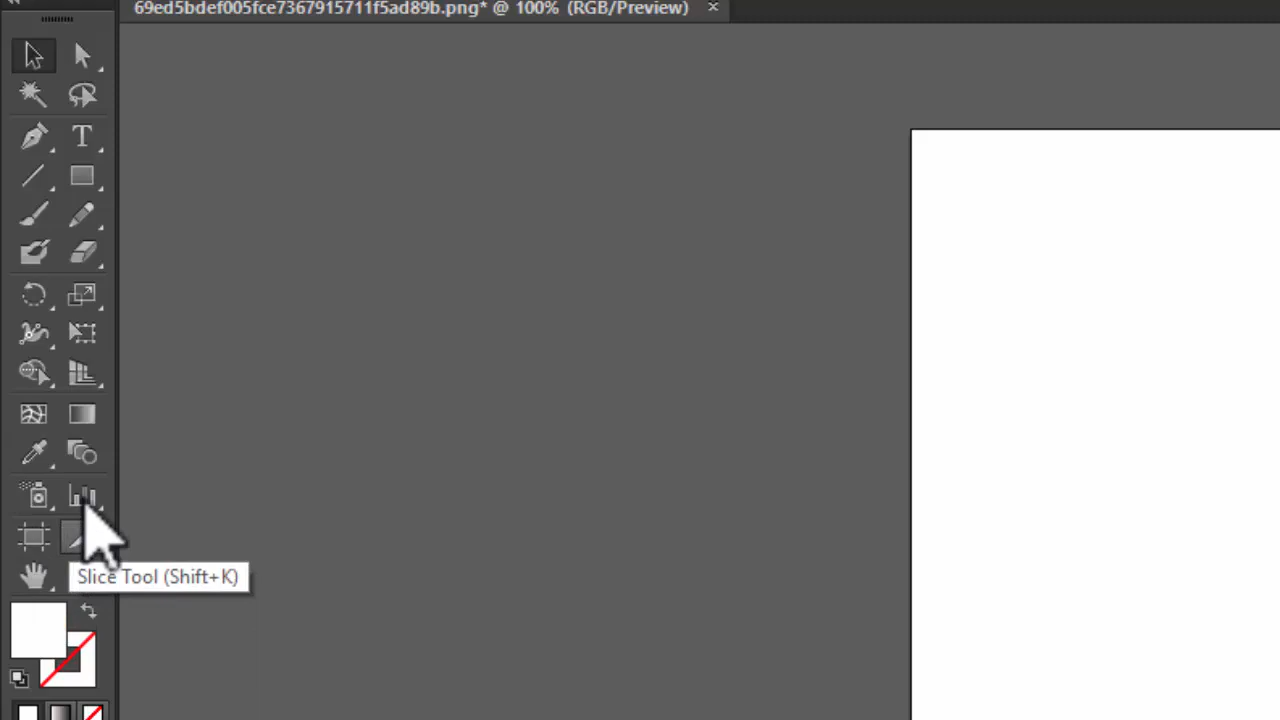 69ed5bdef005fce7367915711f5ad89b.png* @ 100% (RGB/Preview)
Slice Tool (Shift+K)